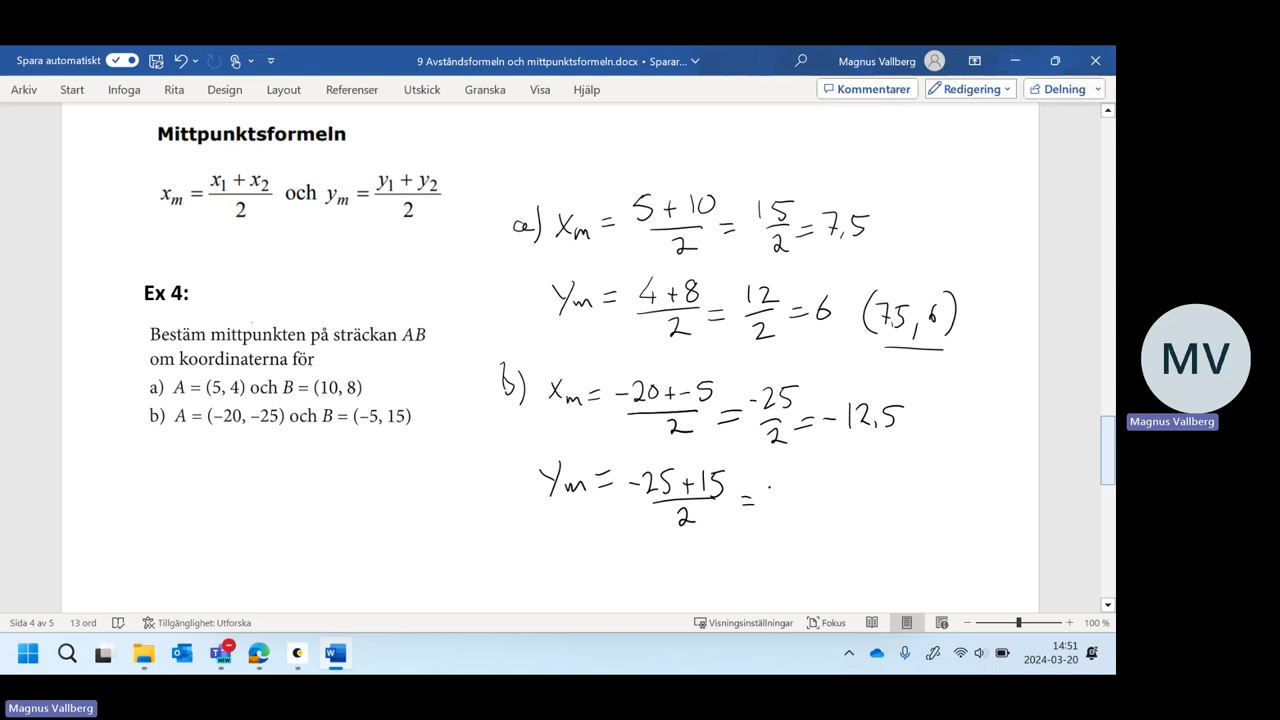 Spara automatiskt
9 Avståndsformeln och mittpunktsformeln.docx • Sparar...
Magnus Vallberg
Arkiv Start Infoga Rita Design Layout Referenser Utskick Granska Visa Hjälp
Kommentarer Redigering Delning
Mittpunktsformeln
x_m = (x_1 + x_2)/2 och y_m = (y_1 + y_2)/2
Ex 4:
Bestäm mittpunkten på sträckan AB
om koordinaterna för
a) A = (5, 4) och B = (10, 8)
b) A = (–20, –25) och B = (–5, 15)
a) x_m = (5 + 10)/2 = 15/2 = 7,5
y_m = (4 + 8)/2 = 12/2 = 6 (7,5, 6)
b) x_m = (-20 + -5)/2 = -25/2 = -12,5
y_m = (-25 + 15)/2 =
MV
Magnus Vallberg
Sida 4 av 5 13 ord Tillgänglighet: Utforska Visningsinställningar Fokus 100 %
NEW
14:51
2024-03-20
Magnus Vallberg